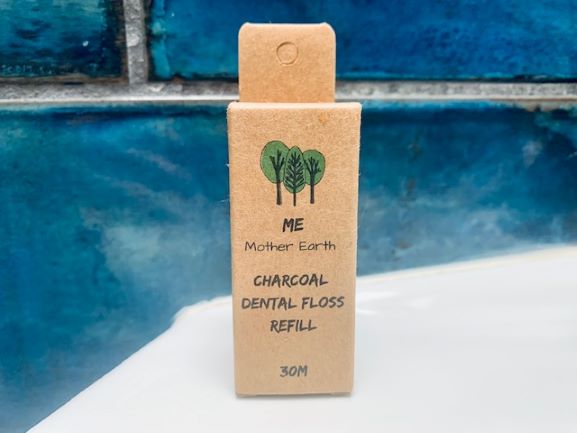 ME
Mother Earth
CHARCOAL
DENTAL FLOSS
REFILL
30M